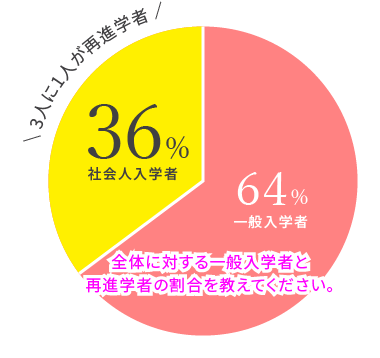 \ 3人に1人が再進学者 /
36%
社会人入学者
64%
一般入学者
全体に対する一般入学者と
再進学者の割合を教えてください。